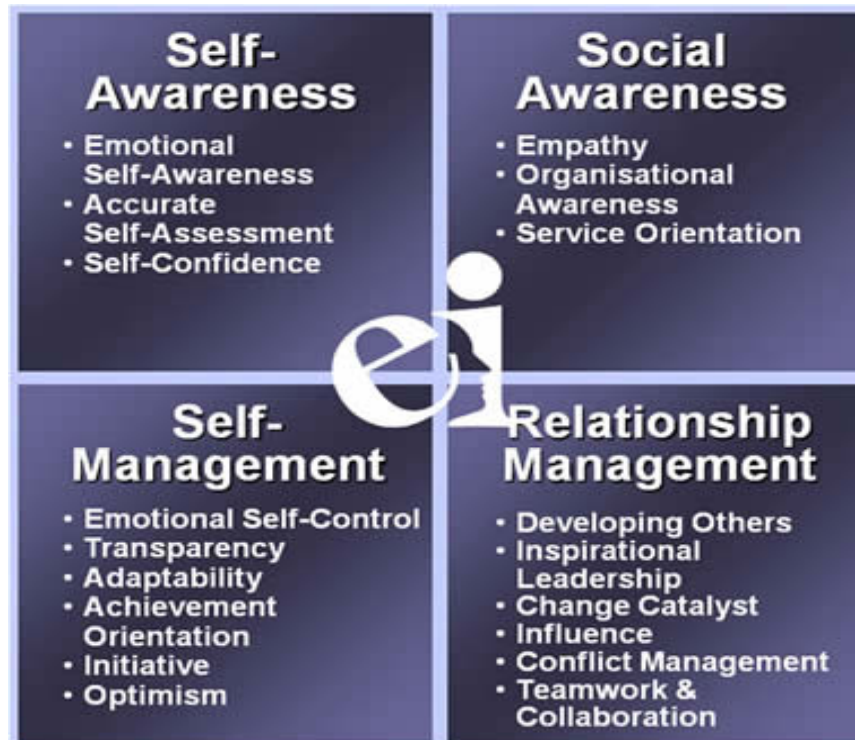 Self-
Awareness
• Emotional
Self-Awareness
• Accurate
Self-Assessment
• Self-Confidence
Social
Awareness
• Empathy
• Organisational
Awareness
• Service Orientation
ei
Self-
Management
• Emotional Self-Control
• Transparency
• Adaptability
• Achievement
Orientation
• Initiative
• Optimism
Relationship
Management
• Developing Others
• Inspirational
Leadership
• Change Catalyst
• Influence
• Conflict Management
• Teamwork &
Collaboration